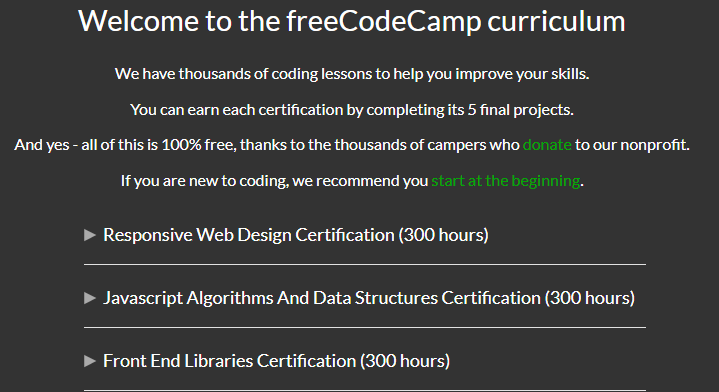 Welcome to the freeCodeCamp curriculum
We have thousands of coding lessons to help you improve your skills.
You can earn each certification by completing its 5 final projects.
And yes - all of this is 100% free, thanks to the thousands of campers who donate to our nonprofit.
If you are new to coding, we recommend you start at the beginning.
Responsive Web Design Certification (300 hours)
Javascript Algorithms And Data Structures Certification (300 hours)
Front End Libraries Certification (300 hours)